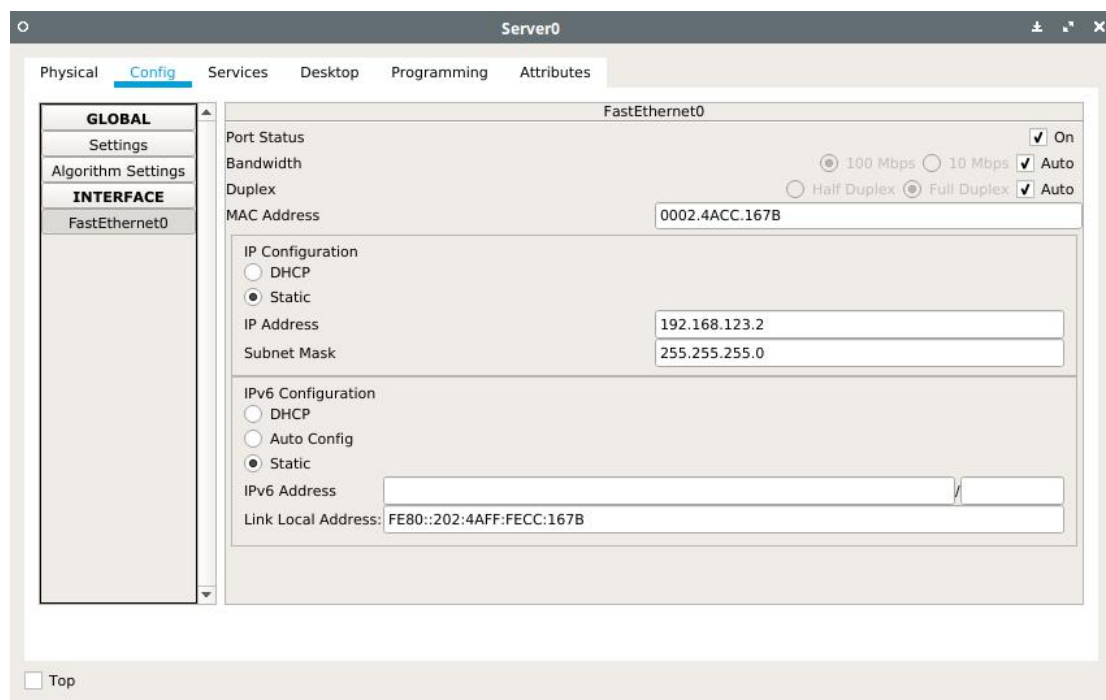 Server0
Physical Config Services Desktop Programming Attributes
GLOBAL
Settings
Algorithm Settings
INTERFACE
FastEthernet0
FastEthernet0
Port Status On
Bandwidth 100 Mbps 10 Mbps Auto
Duplex Half Duplex Full Duplex Auto
MAC Address 0002.4ACC.167B
IP Configuration
DHCP
Static
IP Address 192.168.123.2
Subnet Mask 255.255.255.0
IPv6 Configuration
DHCP
Auto Config
Static
IPv6 Address /
Link Local Address: FE80::202:4AFF:FECC:167B
Top